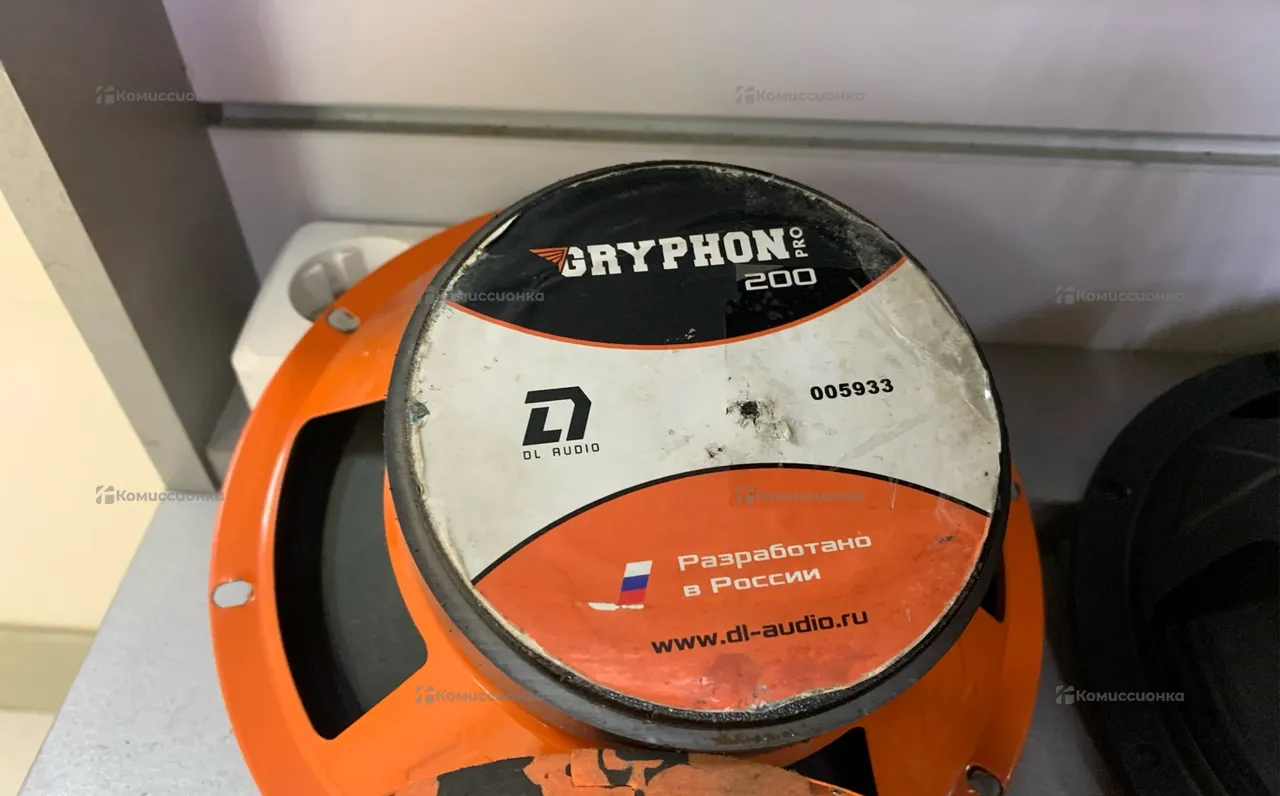 GRYPHON PRO
200
005933
DL AUDIO
Разработано
в России
www.dl-audio.ru
Комиссионка
Комиссионка
Комиссионка
Комиссионка
Комиссионка
Комиссионка
Комиссионка
Комиссионка